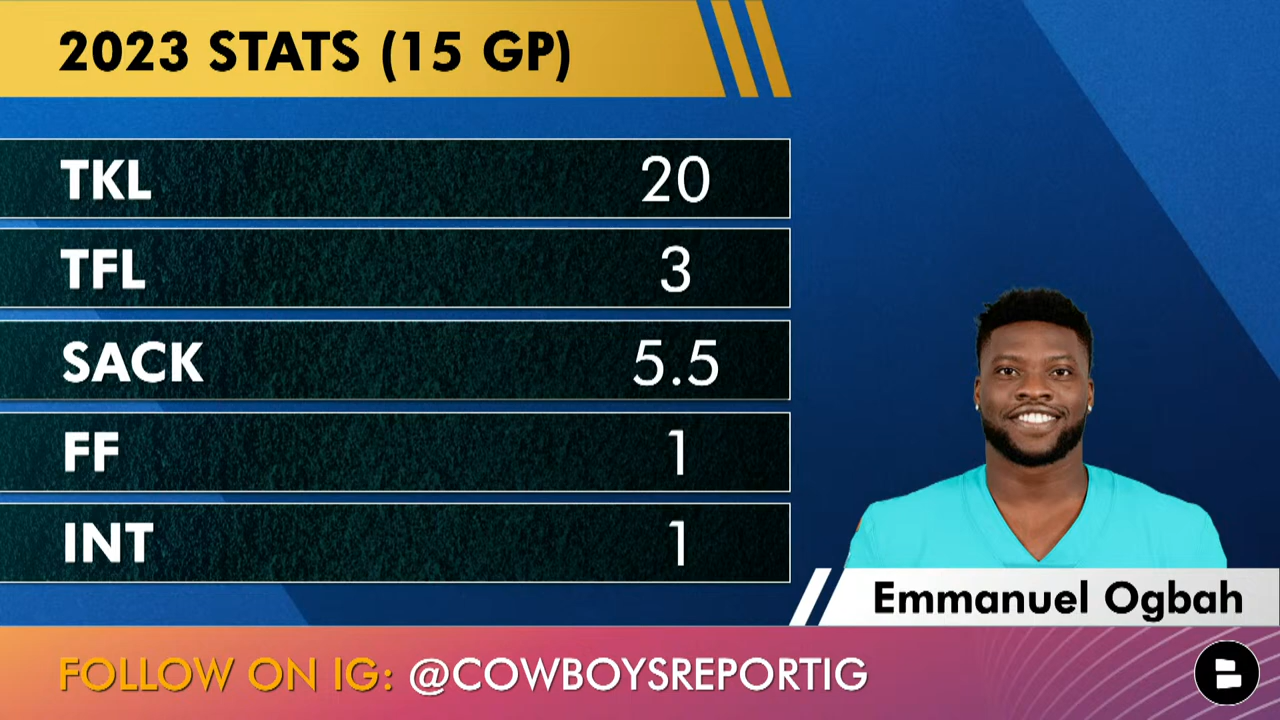 2023 STATS (15 GP)
TKL 20
TFL 3
SACK 5.5
FF 1
INT 1
Emmanuel Ogbah
FOLLOW ON IG: @COWBOYSREPORTIG